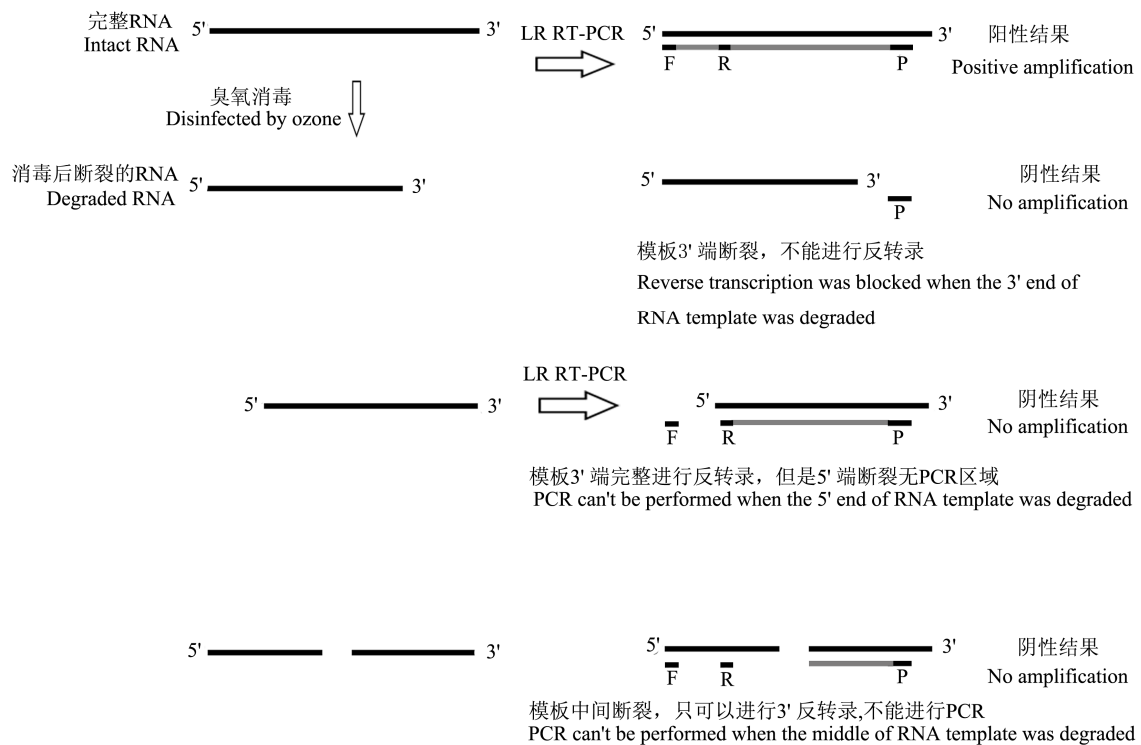 完整RNA
Intact RNA
5'
3'
LR RT-PCR
5'
3'
F
R
P
阳性结果
Positive amplification
臭氧消毒
Disinfected by ozone
消毒后断裂的RNA
Degraded RNA
5'
3'
5'
3'
P
阴性结果
No amplification
模板3' 端断裂，不能进行反转录
Reverse transcription was blocked when the 3' end of
RNA template was degraded
5'
3'
LR RT-PCR
5'
3'
F
R
P
阴性结果
No amplification
模板3' 端完整进行反转录，但是5' 端断裂无PCR区域
PCR can't be performed when the 5' end of RNA template was degraded
5'
3'
5'
3'
F
R
P
阴性结果
No amplification
模板中间断裂，只可以进行3' 反转录,不能进行PCR
PCR can't be performed when the middle of RNA template was degraded